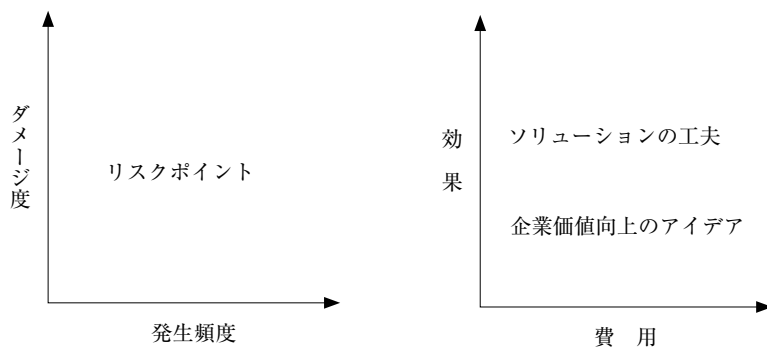 ダメージ度
リスクポイント
発生頻度
効果
ソリューションの工夫
企業価値向上のアイデア
費 用